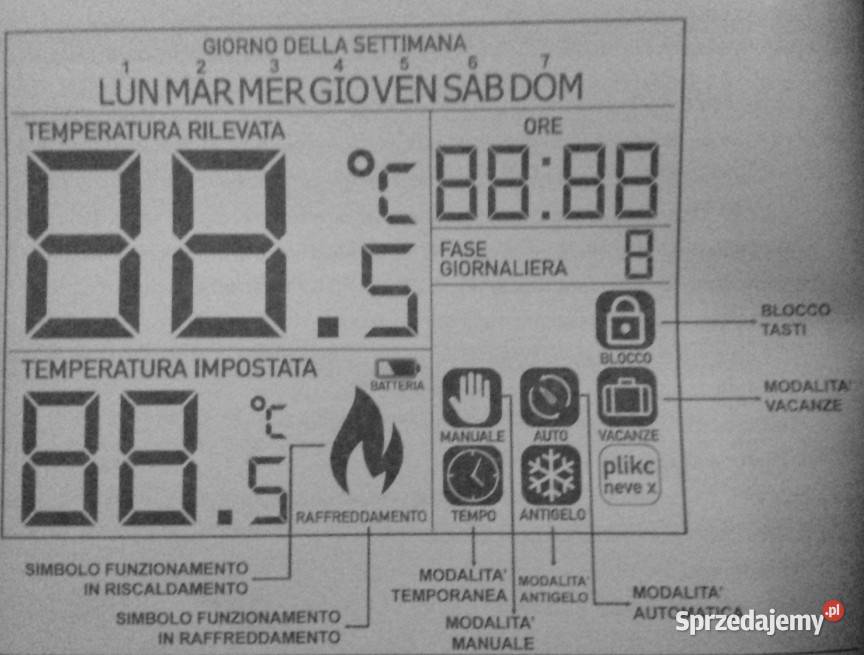 GIORNO DELLA SETTIMANA
1 2 3 4 5 6 7
LUN MAR MER GIO VEN SAB DOM
TEMPERATURA RILEVATA
88.5 °C
ORE
88:88
FASE
GIORNALIERA 8
BLOCCO
BLOCCO
TASTI
TEMPERATURA IMPOSTATA
BATTERIA
88.5 °C
RAFFREDDAMENTO
MANUALE
AUTO
VACANZE
MODALITA'
VACANZE
TEMPO
ANTIGELO
plikc
neve x
SIMBOLO FUNZIONAMENTO
IN RISCALDAMENTO
SIMBOLO FUNZIONAMENTO
IN RAFFREDDAMENTO
MODALITA'
TEMPORANEA
MODALITA'
MANUALE
MODALITA'
ANTIGELO
MODALITA'
AUTOMATICA
Sprzedajemy.pl